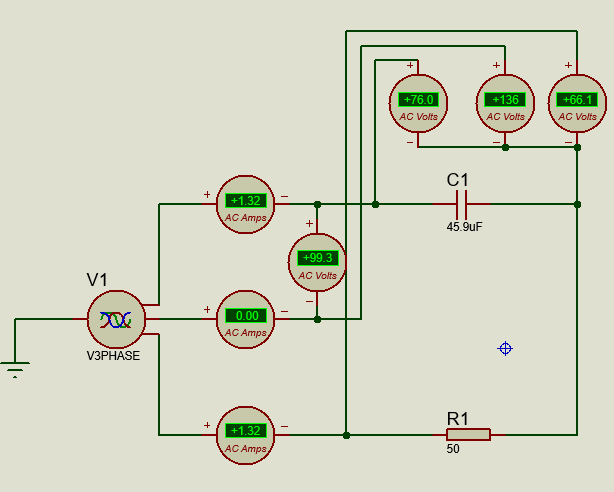 +76.0
AC Volts
+136
AC Volts
+66.1
AC Volts
+1.32
AC Amps
C1
45.9uF
+99.3
AC Volts
V1
V3PHASE
0.00
AC Amps
+1.32
AC Amps
R1
50